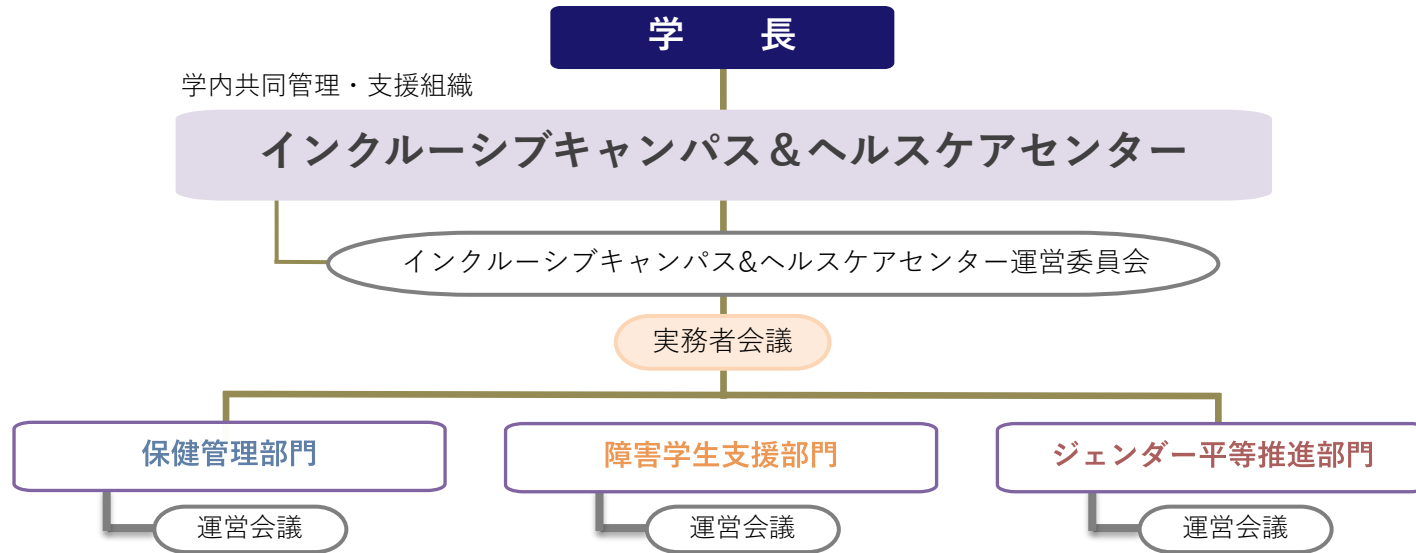 学　　長
学内共同管理・支援組織
インクルーシブキャンパス＆ヘルスケアセンター
インクルーシブキャンパス&ヘルスケアセンター運営委員会
実務者会議
保健管理部門
障害学生支援部門
ジェンダー平等推進部門
運営会議
運営会議
運営会議